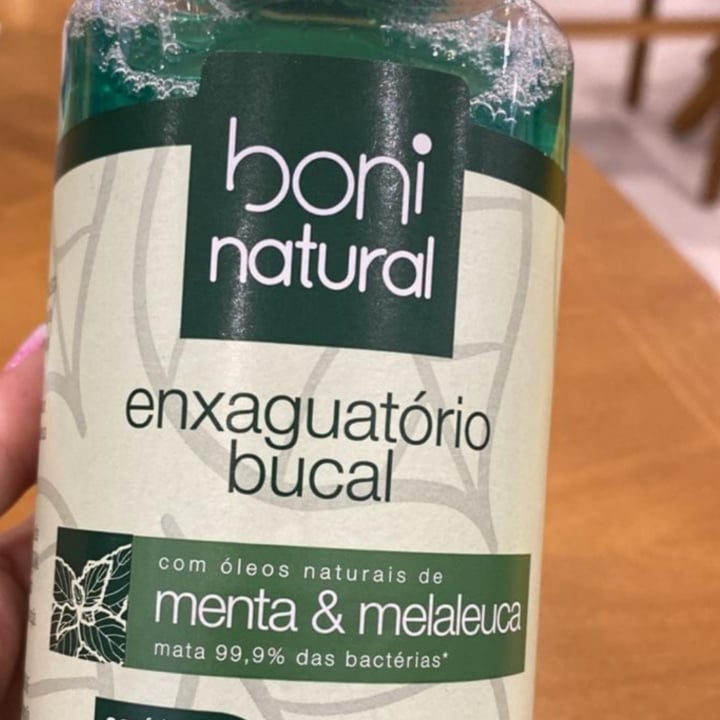 boni
natural
enxaguatório
bucal
com óleos naturais de
menta & melaleuca
mata 99,9% das bactérias*